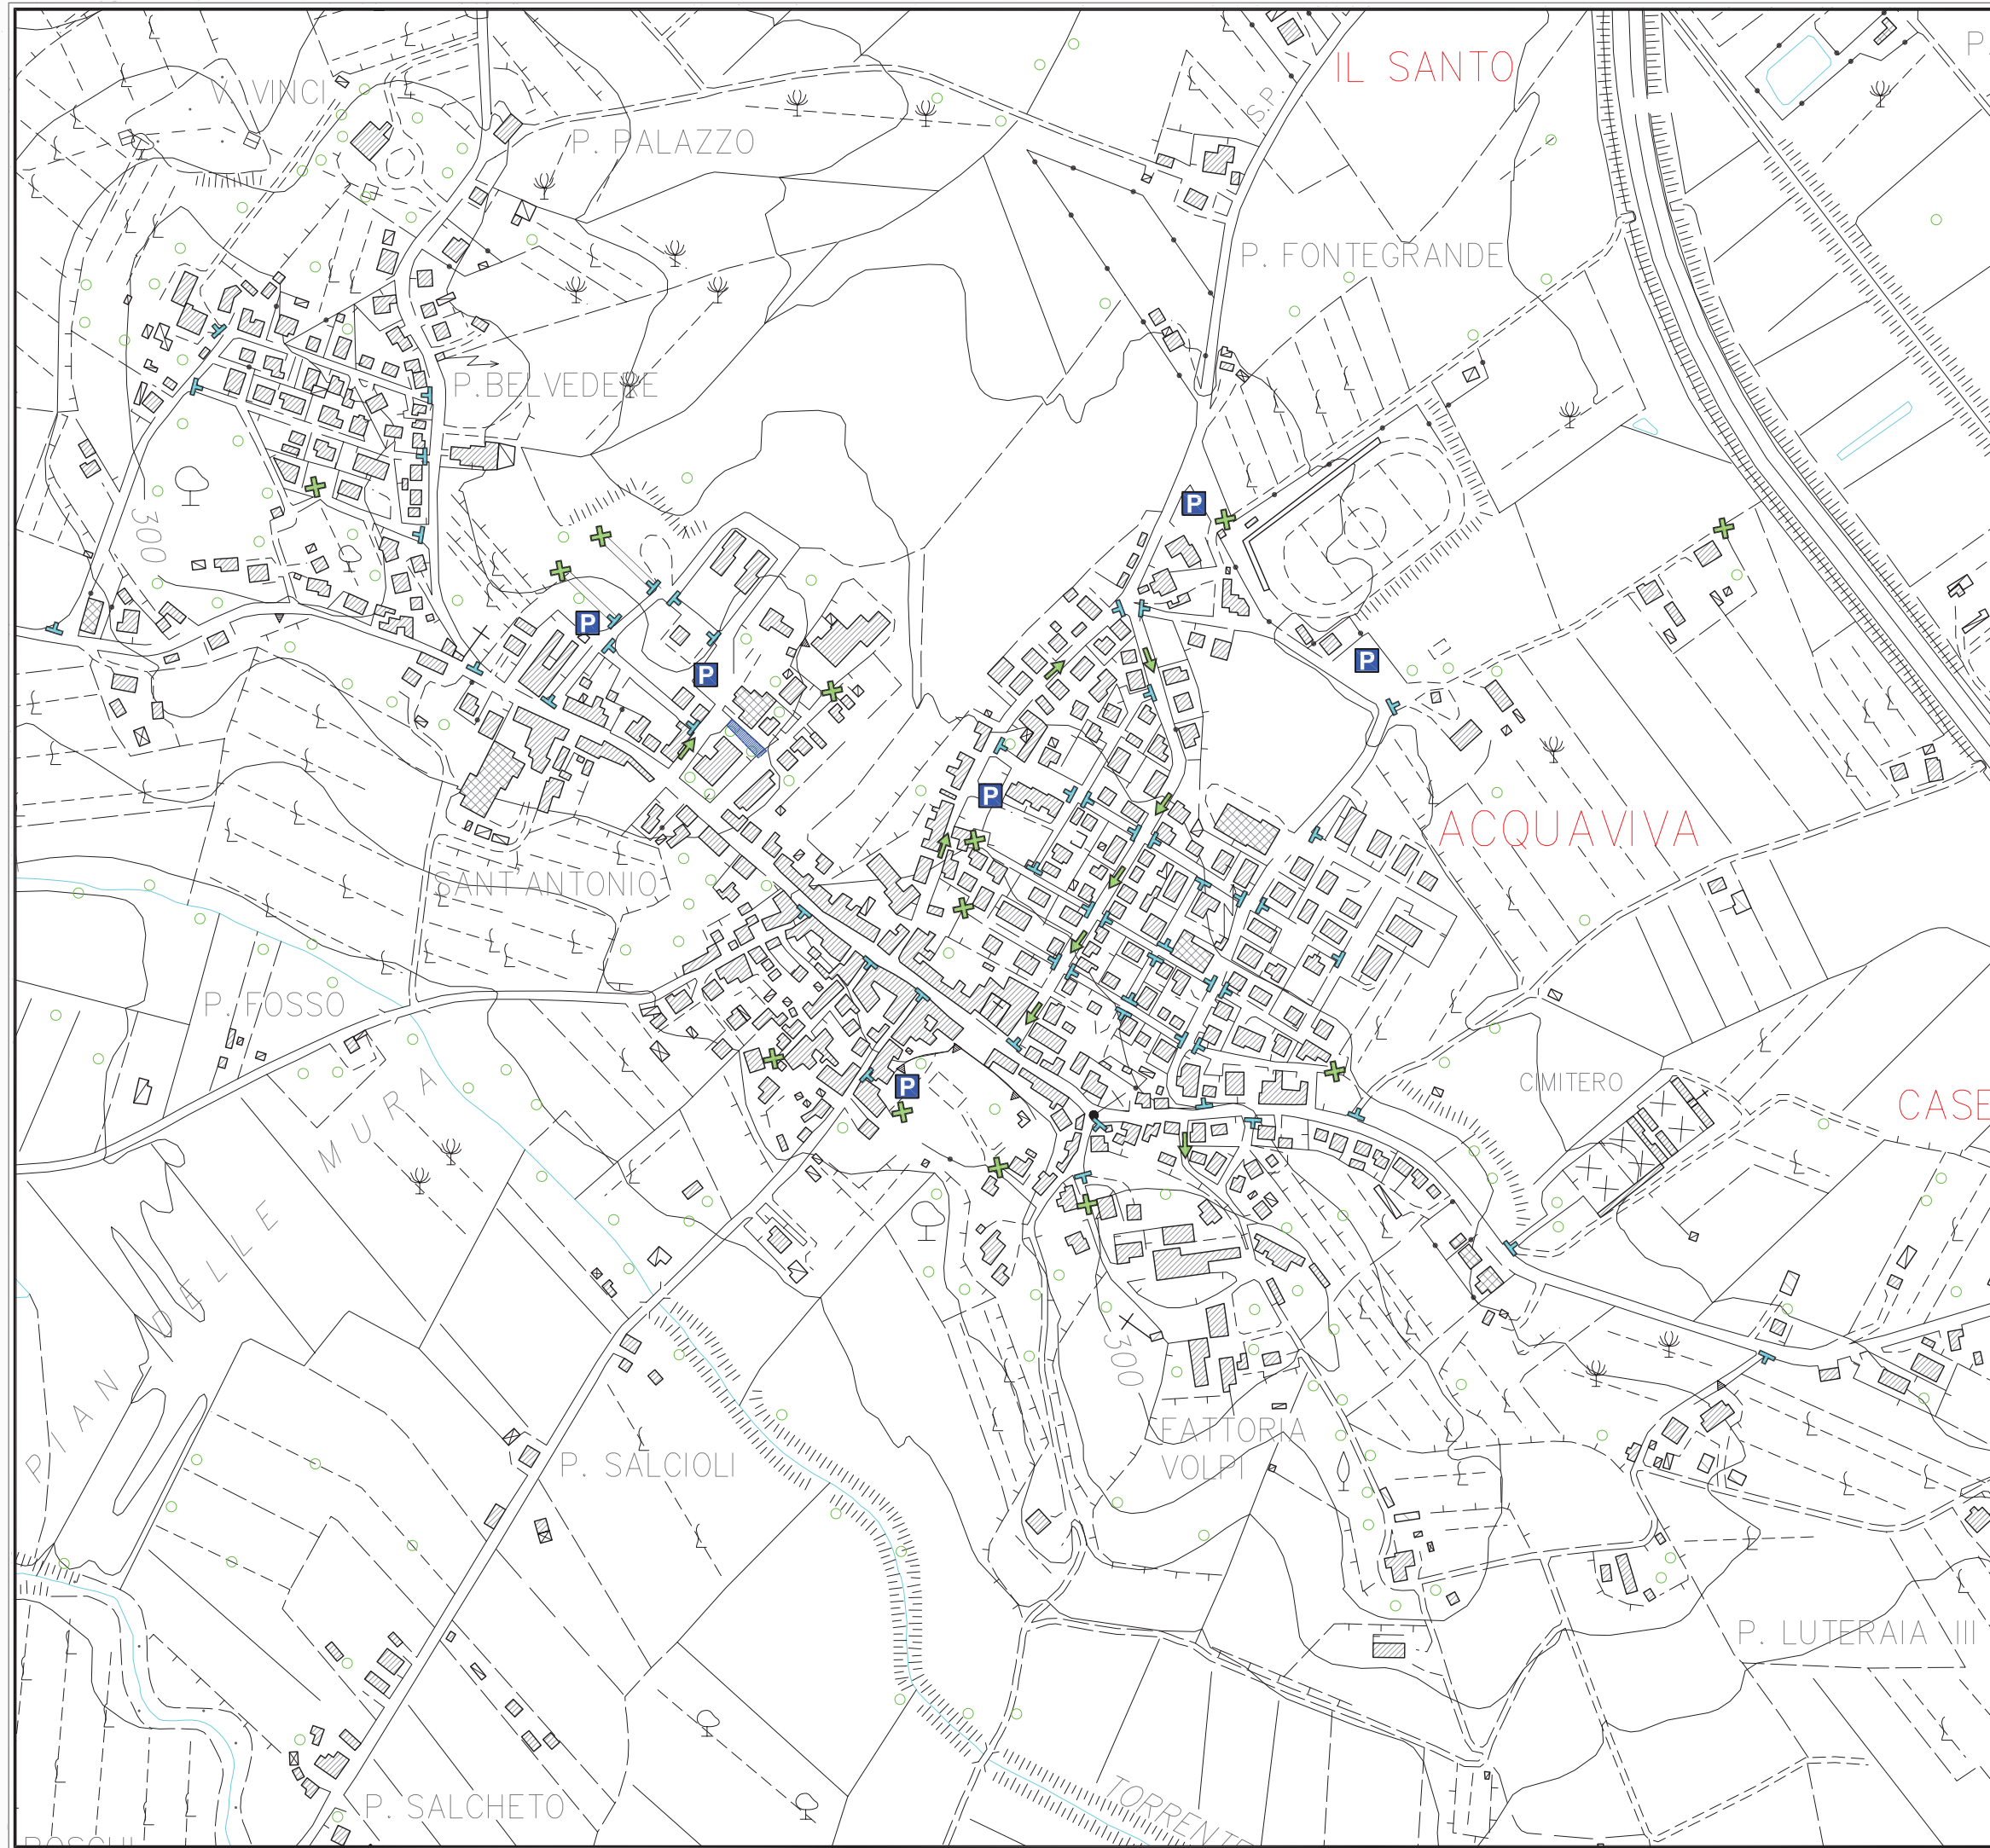 IL SANTO
P.
V. VINCI
P. PALAZZO
S.P.
P. FONTEGRANDE
P. BELVEDERE
300
P
P
P
P
P
ACQUAVIVA
SANT'ANTONIO
P. FOSSO
P
CIMITERO
CASE
PIAN DELLE MURA
300
FATTORIA
VOLPI
P. SALCIOLI
P. LUTERAIA III
P. SALCHETO
TORRENTE
BOSCHI